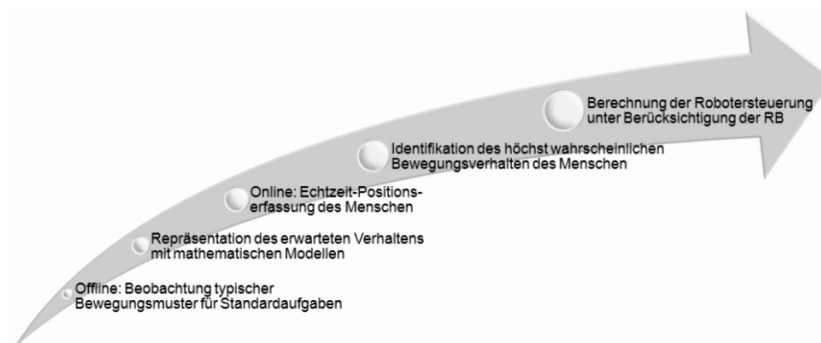 Berechnung der Robotersteuerung
unter Berücksichtigung der RB
Identifikation des höchst wahrscheinlichen
Bewegungsverhalten des Menschen
Online: Echtzeit-Positions-
erfassung des Menschen
Repräsentation des erwarteten Verhaltens
mit mathematischen Modellen
Offline: Beobachtung typischer
Bewegungsmuster für Standardaufgaben